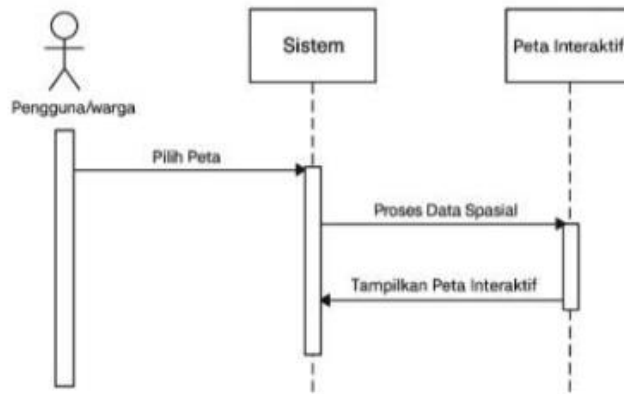 Sistem
Peta Interaktif
Pengguna/warga
Pilih Peta
Proses Data Spasial
Tampilkan Peta Interaktif